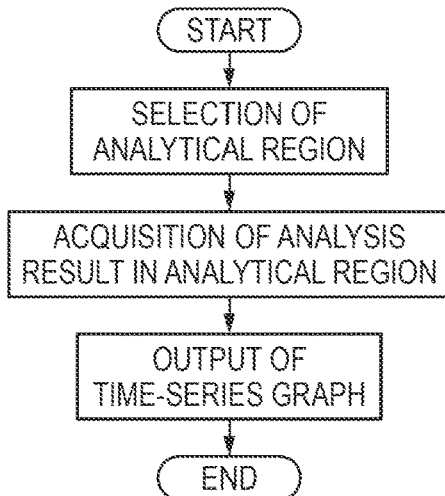 START
SELECTION OF
ANALYTICAL REGION
ACQUISITION OF ANALYSIS
RESULT IN ANALYTICAL REGION
OUTPUT OF
TIME-SERIES GRAPH
END